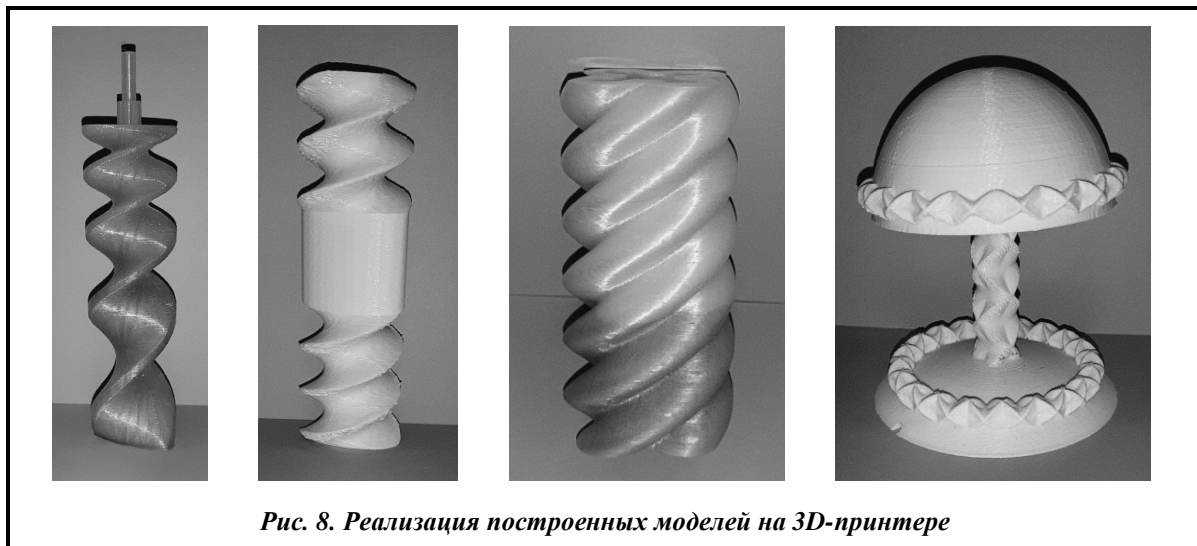 Рис. 8. Реализация построенных моделей на 3D-принтере